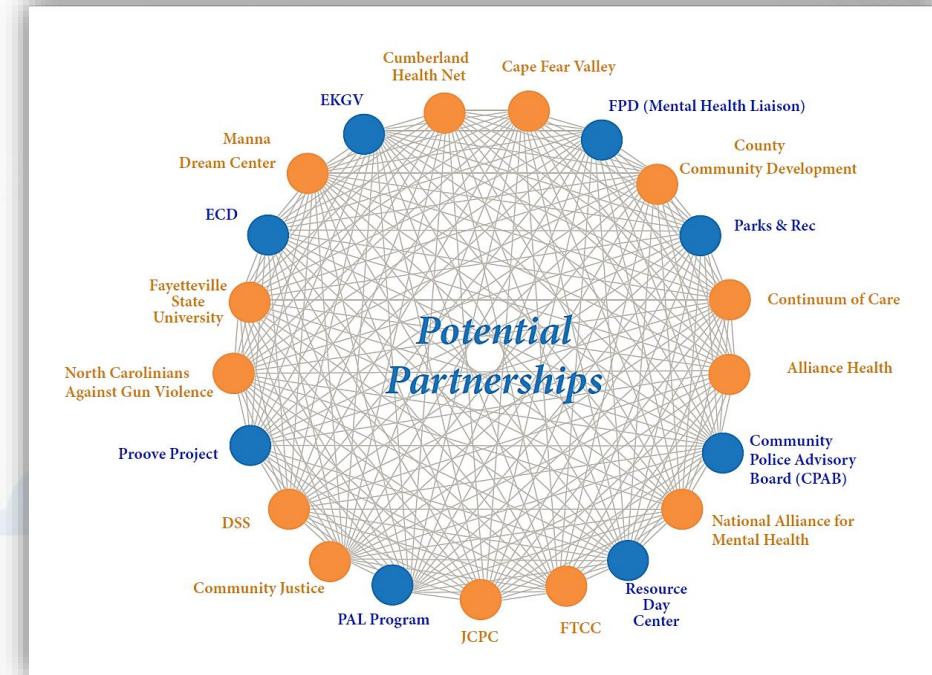 Cumberland
Health Net
Cape Fear Valley
EKGV
FPD (Mental Health Liaison)
Manna
Dream Center
County
Community Development
ECD
Parks & Rec
Fayetteville
State
University
Continuum of Care
Potential
Partnerships
North Carolinians
Against Gun Violence
Alliance Health
Proove Project
Community
Police Advisory
Board (CPAB)
DSS
National Alliance for
Mental Health
Community Justice
Resource
Day
Center
PAL Program
JCPC
FTCC